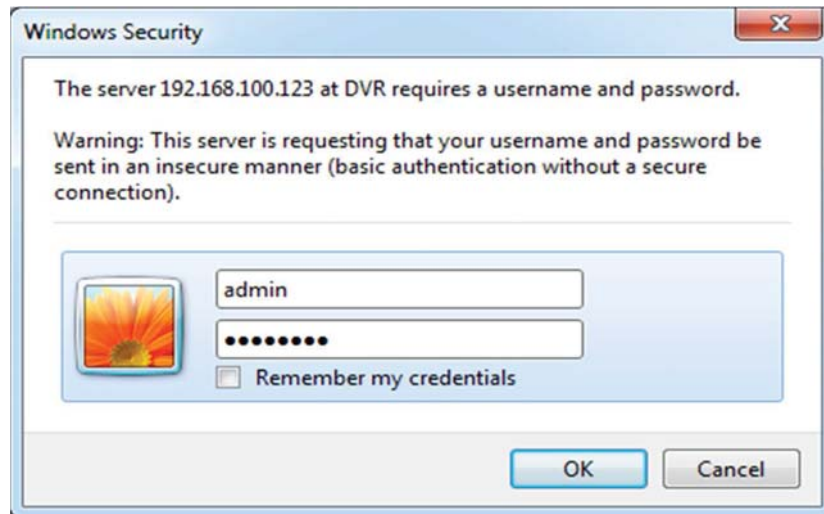 Windows Security
The server 192.168.100.123 at DVR requires a username and password.
Warning: This server is requesting that your username and password be
sent in an insecure manner (basic authentication without a secure
connection).
admin
••••••••
Remember my credentials
OK
Cancel